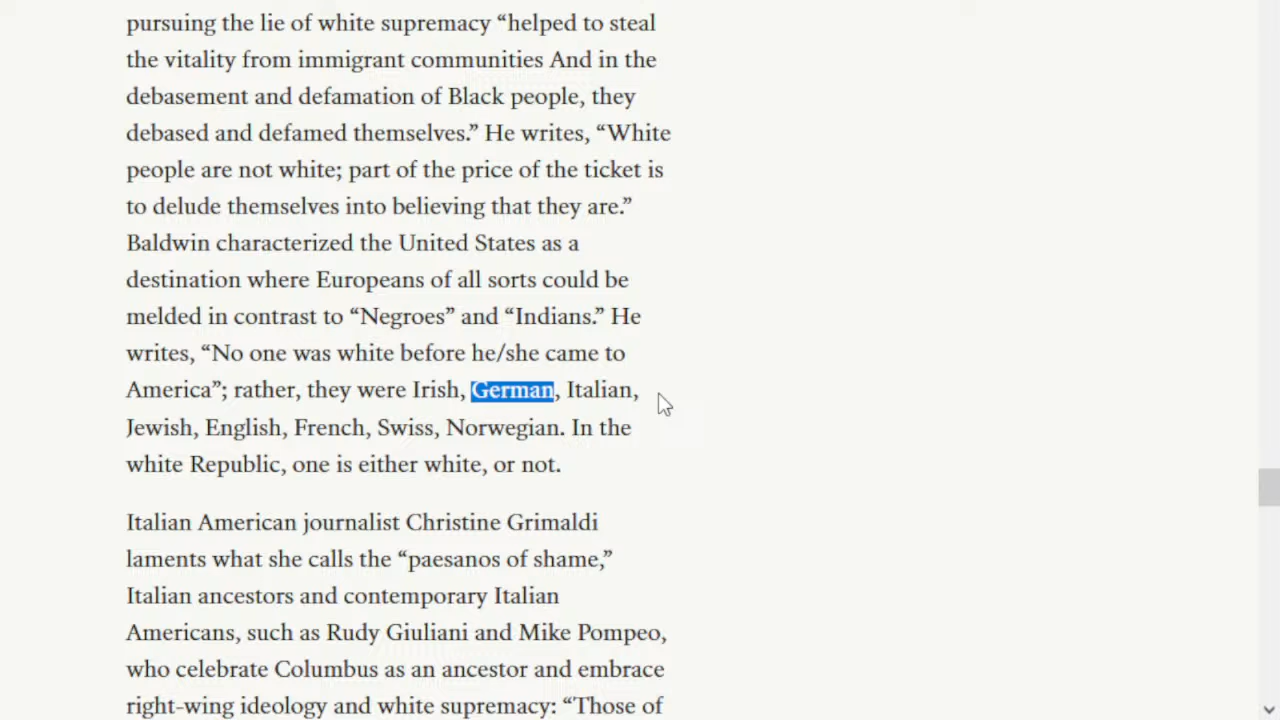 pursuing the lie of white supremacy “helped to steal
the vitality from immigrant communities And in the
debasement and defamation of Black people, they
debased and defamed themselves.” He writes, “White
people are not white; part of the price of the ticket is
to delude themselves into believing that they are.”
Baldwin characterized the United States as a
destination where Europeans of all sorts could be
melded in contrast to “Negroes” and “Indians.” He
writes, “No one was white before he/she came to
America”; rather, they were Irish, German, Italian,
Jewish, English, French, Swiss, Norwegian. In the
white Republic, one is either white, or not.
Italian American journalist Christine Grimaldi
laments what she calls the “paesanos of shame,”
Italian ancestors and contemporary Italian
Americans, such as Rudy Giuliani and Mike Pompeo,
who celebrate Columbus as an ancestor and embrace
right-wing ideology and white supremacy: “Those of